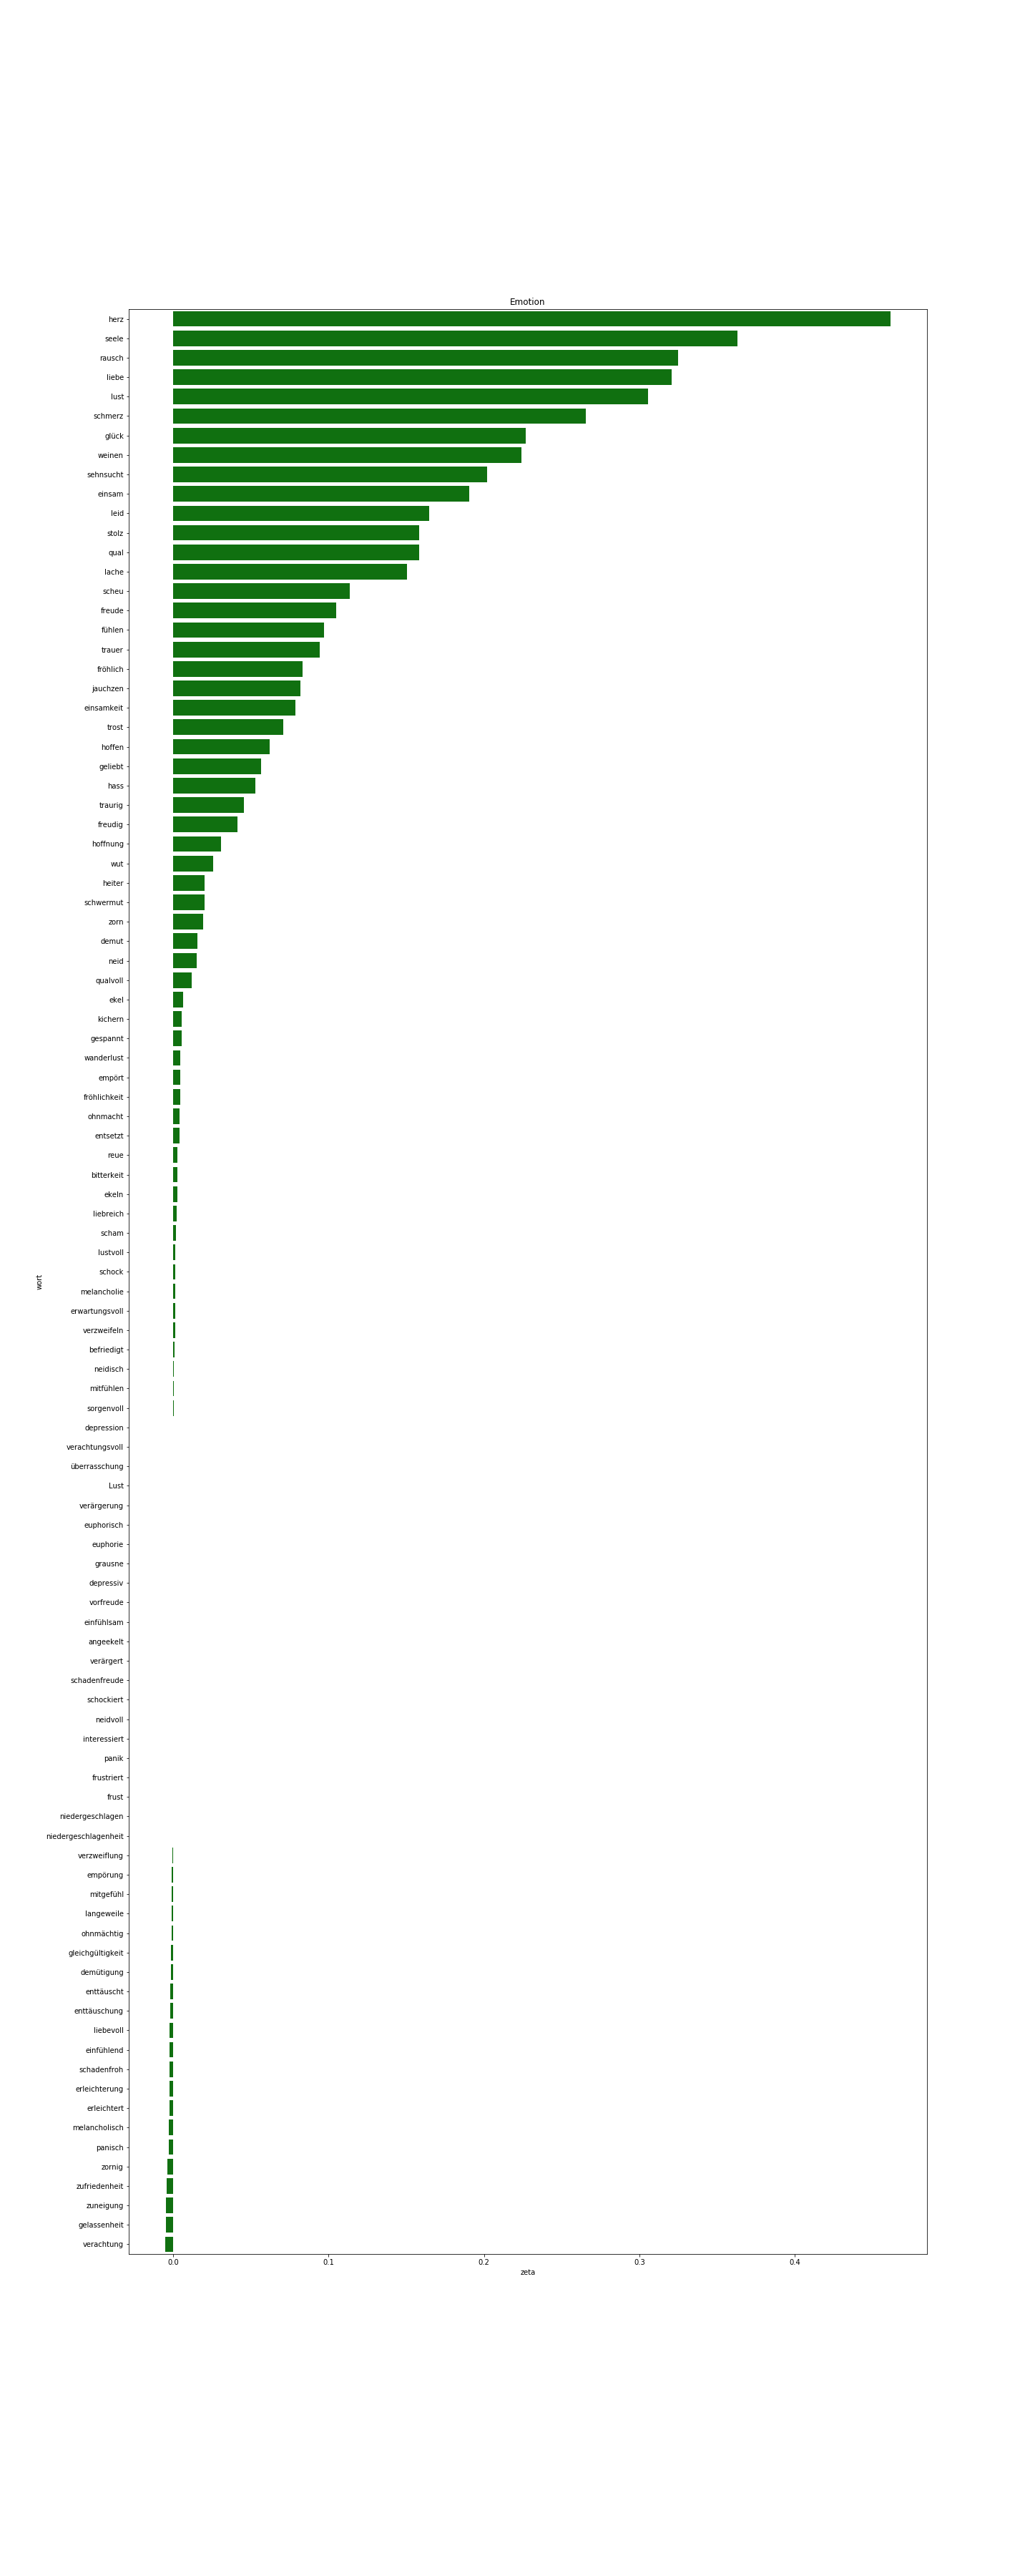 Emotion
herz
seele
rausch
liebe
lust
schmerz
glück
weinen
sehnsucht
einsam
leid
stolz
qual
lache
scheu
freude
fühlen
trauer
fröhlich
jauchzen
einsamkeit
trost
hoffen
geliebt
hass
traurig
freudig
hoffnung
wut
heiter
schwermut
zorn
demut
neid
qualvoll
ekel
kichern
gespannt
wanderlust
empört
fröhlichkeit
ohnmacht
entsetzt
reue
bitterkeit
ekeln
liebreich
scham
lustvoll
schock
melancholie
erwartungsvoll
verzweifeln
befriedigt
neidisch
mitfühlen
sorgenvoll
depression
verachtungsvoll
überrasschung
Lust
verärgerung
euphorisch
euphorie
grausne
depressiv
vorfreude
einfühlsam
angeekelt
verärgert
schadenfreude
schockiert
neidvoll
interessiert
panik
frustriert
frust
niedergeschlagen
niedergeschlagenheit
verzweiflung
empörung
mitgefühl
langeweile
ohnmächtig
gleichgültigkeit
demütigung
enttäuscht
enttäuschung
liebevoll
einfühlend
schadenfroh
erleichterung
erleichtert
melancholisch
panisch
zornig
zufriedenheit
zuneigung
gelassenheit
verachtung
wort
0.0 0.1 0.2 0.3 0.4
zeta